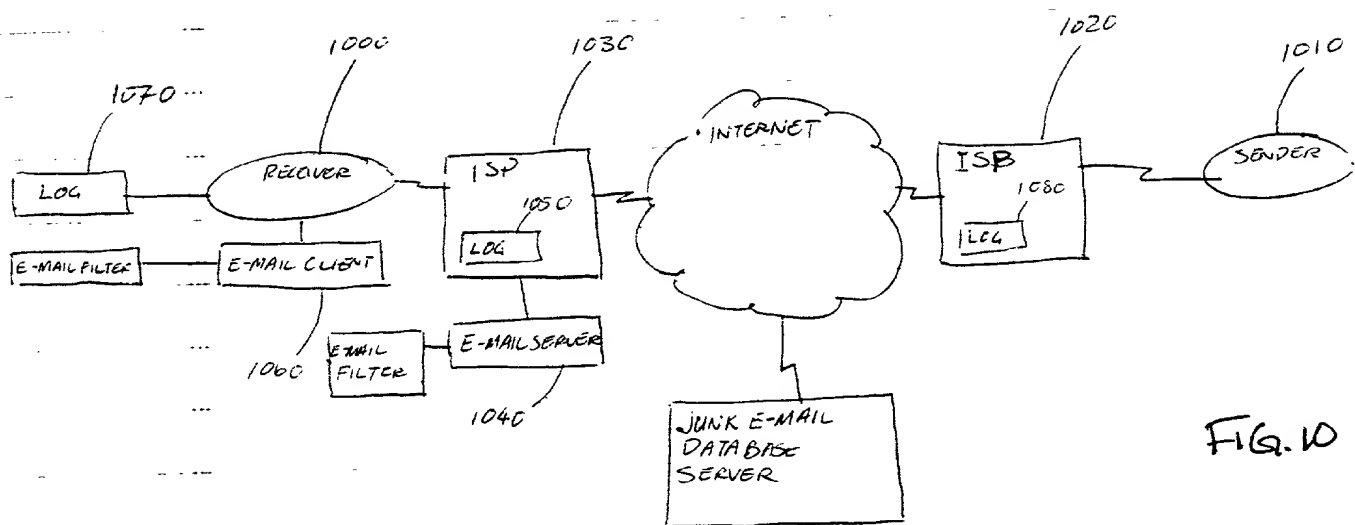 1000
1030
1020
1010
1070
LOG
RECEIVER
ISP
1050
LOG
INTERNET
ISB
1080
LOG
SENDER
E-MAIL FILTER
E-MAIL CLIENT
1060
E-MAIL
FILTER
E-MAIL SERVER
1040
JUNK E-MAIL
DATABASE
SERVER
FIG. 10